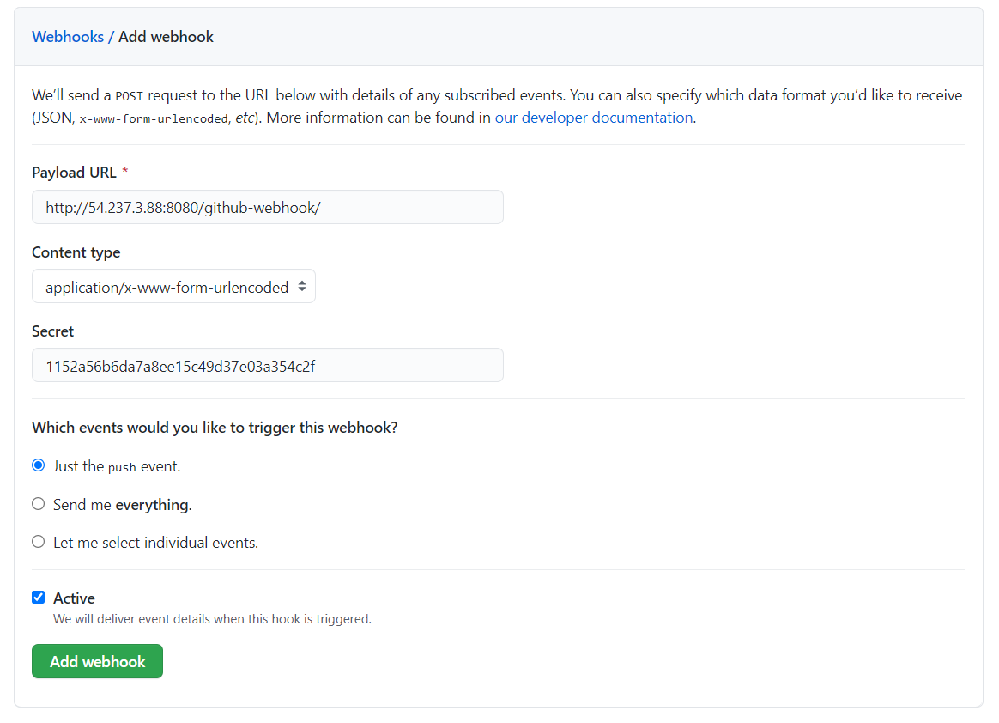 Webhooks / Add webhook
We’ll send a POST request to the URL below with details of any subscribed events. You can also specify which data format you’d like to receive
(JSON, x-www-form-urlencoded, etc). More information can be found in our developer documentation.
Payload URL *
http://54.237.3.88:8080/github-webhook/
Content type
application/x-www-form-urlencoded
Secret
1152a56b6da7a8ee15c49d37e03a354c2f
Which events would you like to trigger this webhook?
Just the push event.
Send me everything.
Let me select individual events.
Active
We will deliver event details when this hook is triggered.
Add webhook